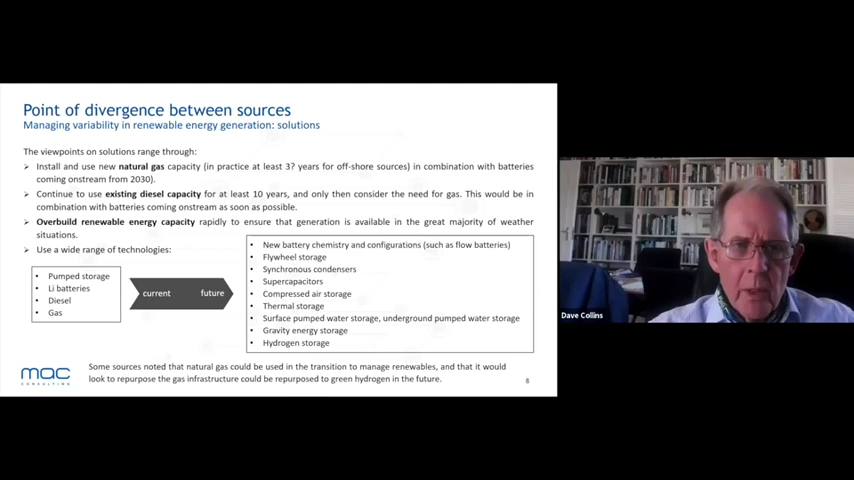 Point of divergence between sources
Managing variability in renewable energy generation: solutions
The viewpoints on solutions range through:
➢ Install and use new natural gas capacity (in practice at least 3? years for off-shore sources) in combination with batteries
coming onstream from 2030).
➢ Continue to use existing diesel capacity for at least 10 years, and only then consider the need for gas. This would be in
combination with batteries coming onstream as soon as possible.
➢ Overbuild renewable energy capacity rapidly to ensure that generation is available in the great majority of weather
situations.
➢ Use a wide range of technologies:
• Pumped storage
• Li batteries
• Diesel
• Gas
current future
• New battery chemistry and configurations (such as flow batteries)
• Flywheel storage
• Synchronous condensers
• Supercapacitors
• Compressed air storage
• Thermal storage
• Surface pumped water storage, underground pumped water storage
• Gravity energy storage
• Hydrogen storage
Some sources noted that natural gas could be used in the transition to manage renewables, and that it would
look to repurpose the gas infrastructure could be repurposed to green hydrogen in the future.
mac
CONSULTING
8
Dave Collins